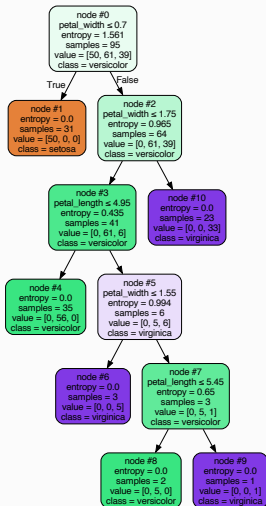 node #0
petal_width ≤ 0.7
entropy = 1.561
samples = 95
value = [50, 61, 39]
class = versicolor
True
False
node #1
entropy = 0.0
samples = 31
value = [50, 0, 0]
class = setosa
node #2
petal_width ≤ 1.75
entropy = 0.965
samples = 64
value = [0, 61, 39]
class = versicolor
node #3
petal_length ≤ 4.95
entropy = 0.435
samples = 41
value = [0, 61, 6]
class = versicolor
node #10
entropy = 0.0
samples = 23
value = [0, 0, 33]
class = virginica
node #4
entropy = 0.0
samples = 35
value = [0, 56, 0]
class = versicolor
node #5
petal_width ≤ 1.55
entropy = 0.994
samples = 6
value = [0, 5, 6]
class = virginica
node #6
entropy = 0.0
samples = 3
value = [0, 0, 5]
class = virginica
node #7
petal_length ≤ 5.45
entropy = 0.65
samples = 3
value = [0, 5, 1]
class = versicolor
node #8
entropy = 0.0
samples = 2
value = [0, 5, 0]
class = versicolor
node #9
entropy = 0.0
samples = 1
value = [0, 0, 1]
class = virginica